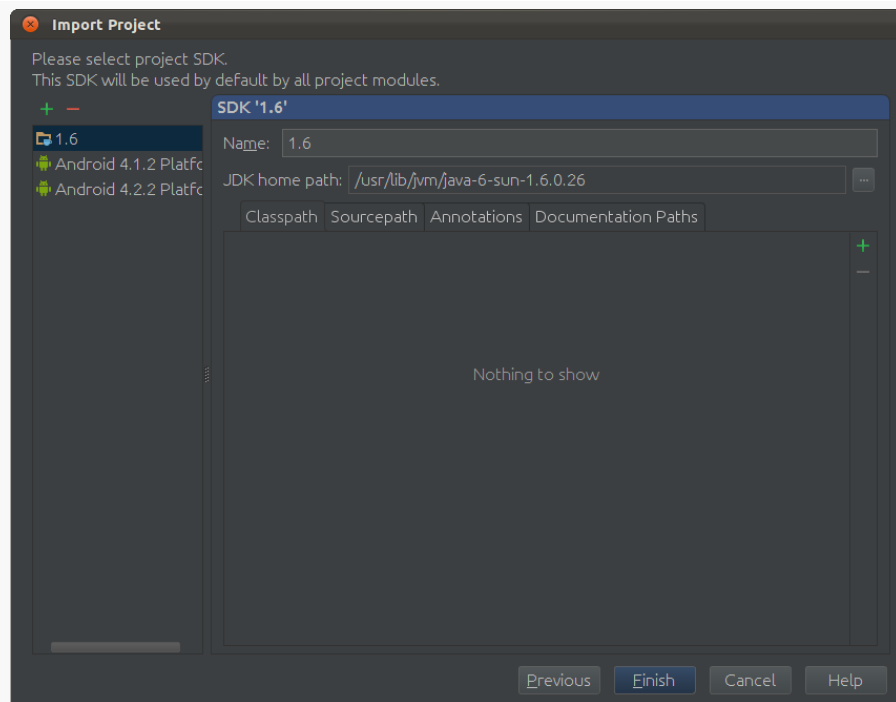 Import Project
Please select project SDK.
This SDK will be used by default by all project modules.
SDK '1.6'
1.6
Android 4.1.2 Platfo
Android 4.2.2 Platfo
Name: 1.6
JDK home path: /usr/lib/jvm/java-6-sun-1.6.0.26 ...
Classpath Sourcepath Annotations Documentation Paths
Nothing to show
Previous Finish Cancel Help